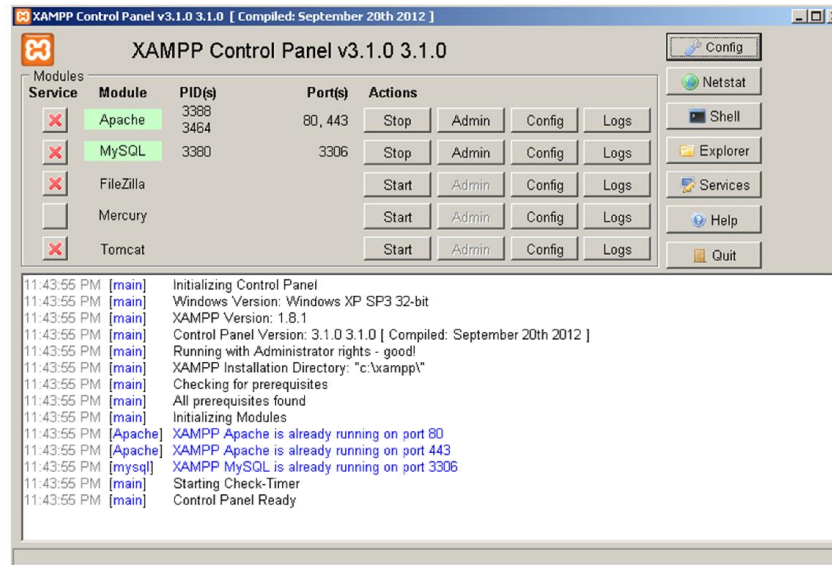 XAMPP Control Panel v3.1.0 3.1.0 [ Compiled: September 20th 2012 ]
XAMPP Control Panel v3.1.0 3.1.0
Config
Modules
Service Module PID(s) Port(s) Actions
Netstat
Apache 3388 3464 80, 443 Stop Admin Config Logs
Shell
MySQL 3380 3306 Stop Admin Config Logs
Explorer
FileZilla Start Admin Config Logs
Services
Mercury Start Admin Config Logs
Help
Tomcat Start Admin Config Logs
Quit
11:43:55 PM [main] Initializing Control Panel
11:43:55 PM [main] Windows Version: Windows XP SP3 32-bit
11:43:55 PM [main] XAMPP Version: 1.8.1
11:43:55 PM [main] Control Panel Version: 3.1.0 3.1.0 [ Compiled: September 20th 2012 ]
11:43:55 PM [main] Running with Administrator rights - good!
11:43:55 PM [main] XAMPP Installation Directory: "c:\xampp\"
11:43:55 PM [main] Checking for prerequisites
11:43:55 PM [main] All prerequisites found
11:43:55 PM [main] Initializing Modules
11:43:55 PM [Apache] XAMPP Apache is already running on port 80
11:43:55 PM [Apache] XAMPP Apache is already running on port 443
11:43:55 PM [mysql] XAMPP MySQL is already running on port 3306
11:43:55 PM [main] Starting Check-Timer
11:43:55 PM [main] Control Panel Ready